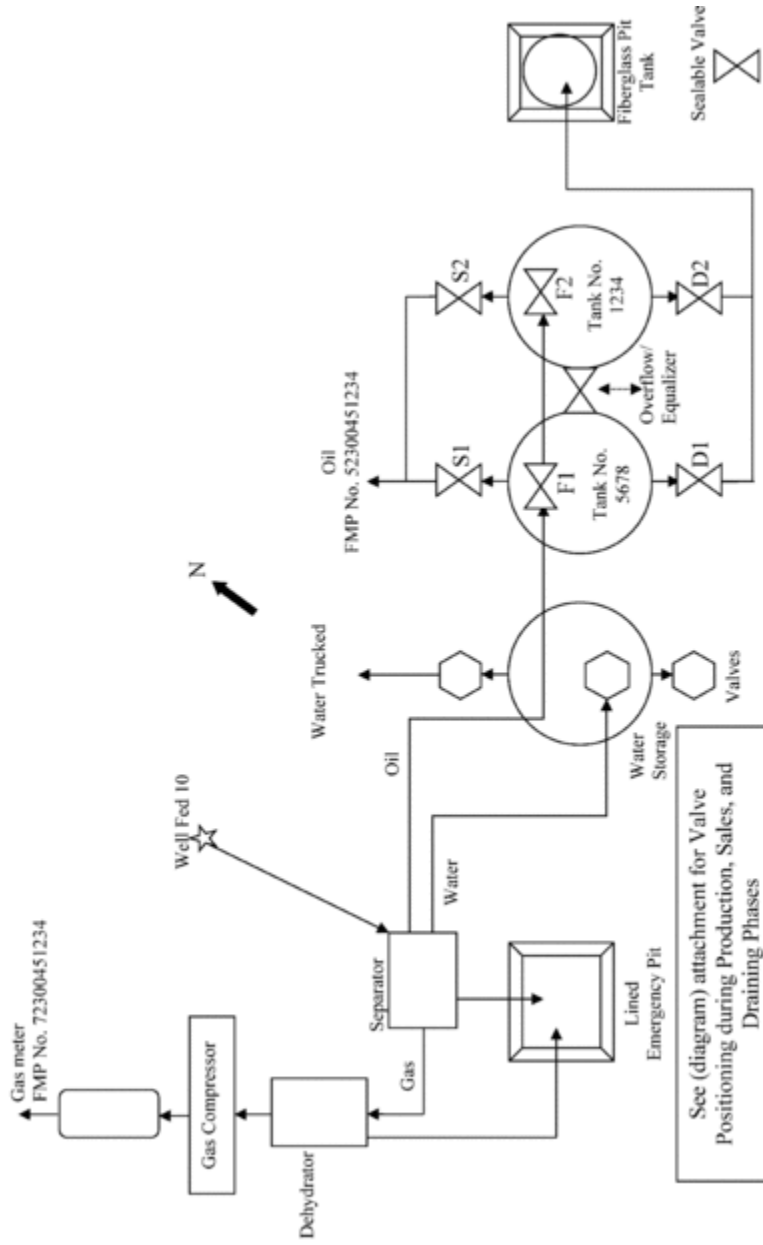 Gas meter
FMP No. 72300451234
Gas Compressor
Dehydrator
Gas
Separator
Well Fed 10
N
Water
Oil
Lined
Emergency Pit
Water Trucked
Water
Storage
Valves
Oil
FMP No. 52300451234
S1
S2
F1
F2
Tank No.
5678
Tank No.
1234
Overflow/
Equalizer
D1
D2
Fiberglass Pit
Tank
Sealable Valve
See (diagram) attachment for Valve
Positioning during Production, Sales, and
Draining Phases